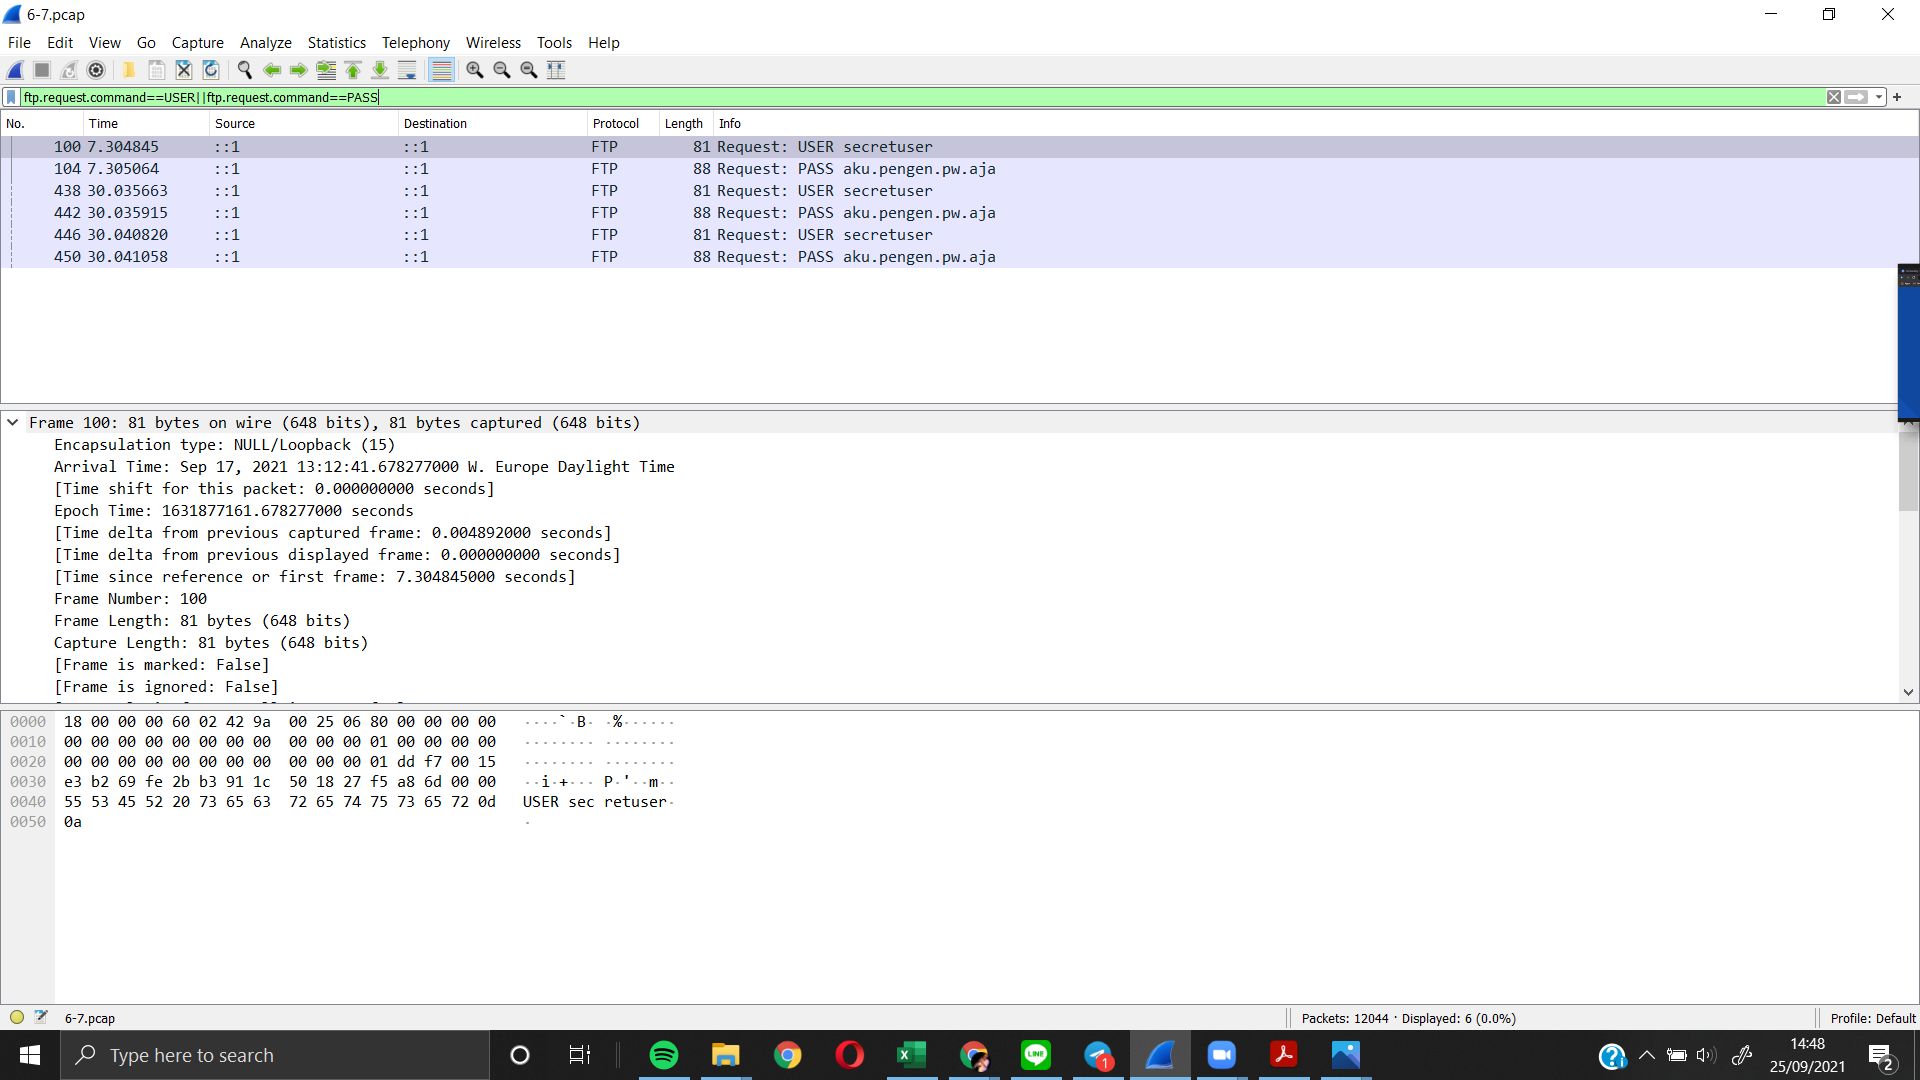 6-7.pcap
File Edit View Go Capture Analyze Statistics Telephony Wireless Tools Help
ftp.request.command==USER||ftp.request.command==PASS
No. Time Source Destination Protocol Length Info
100 7.304845 ::1 ::1 FTP 81 Request: USER secretuser
104 7.305064 ::1 ::1 FTP 88 Request: PASS aku.pengen.pw.aja
438 30.035663 ::1 ::1 FTP 81 Request: USER secretuser
442 30.035915 ::1 ::1 FTP 88 Request: PASS aku.pengen.pw.aja
446 30.040820 ::1 ::1 FTP 81 Request: USER secretuser
450 30.041058 ::1 ::1 FTP 88 Request: PASS aku.pengen.pw.aja
Frame 100: 81 bytes on wire (648 bits), 81 bytes captured (648 bits)
Encapsulation type: NULL/Loopback (15)
Arrival Time: Sep 17, 2021 13:12:41.678277000 W. Europe Daylight Time
[Time shift for this packet: 0.000000000 seconds]
Epoch Time: 1631877161.678277000 seconds
[Time delta from previous captured frame: 0.004892000 seconds]
[Time delta from previous displayed frame: 0.000000000 seconds]
[Time since reference or first frame: 7.304845000 seconds]
Frame Number: 100
Frame Length: 81 bytes (648 bits)
Capture Length: 81 bytes (648 bits)
[Frame is marked: False]
[Frame is ignored: False]
0000 18 00 00 00 60 02 42 9a 00 25 06 80 00 00 00 00 ····`·B· ·%······
0010 00 00 00 00 00 00 00 00 00 00 00 01 00 00 00 00 ········ ········
0020 00 00 00 00 00 00 00 00 00 00 00 01 dd f7 00 15 ········ ········
0030 e3 b2 69 fe 2b b3 91 1c 50 18 27 f5 a8 6d 00 00 ··i·+··· P·'··m··
0040 55 53 45 52 20 73 65 63 72 65 74 75 73 65 72 0d USER sec retuser·
0050 0a ·
6-7.pcap Packets: 12044 · Displayed: 6 (0.0%) Profile: Default
Type here to search
LINE
1
14:48
25/09/2021
2